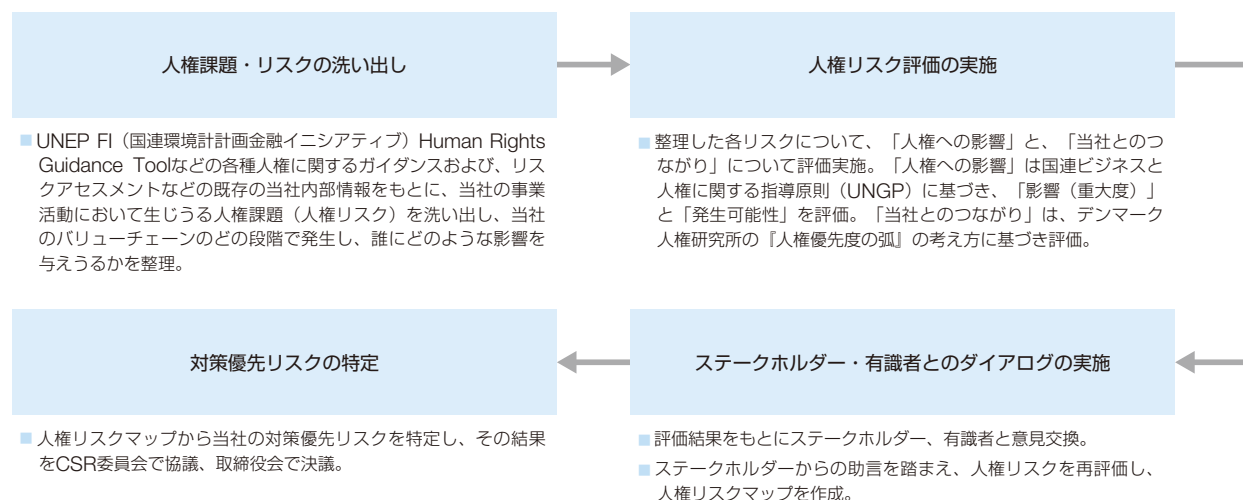 人権課題・リスクの洗い出し
■ UNEP FI（国連環境計計画金融イニシアティブ）Human Rights
Guidance Toolなどの各種人権に関するガイダンスおよび、リス
クアセスメントなどの既存の当社内部情報をもとに、当社の事業
活動において生じうる人権課題（人権リスク）を洗い出し、当社
のバリューチェーンのどの段階で発生し、誰にどのような影響を
与えうるかを整理。
人権リスク評価の実施
■ 整理した各リスクについて、「人権への影響」と、「当社とのつ
ながり」について評価実施。「人権への影響」は国連ビジネスと
人権に関する指導原則（UNGP）に基づき、「影響（重大度）」
と「発生可能性」を評価。「当社とのつながり」は、デンマーク
人権研究所の『人権優先度の弧』の考え方に基づき評価。
ステークホルダー・有識者とのダイアログの実施
■ 評価結果をもとにステークホルダー、有識者と意見交換。
■ ステークホルダーからの助言を踏まえ、人権リスクを再評価し、
人権リスクマップを作成。
対策優先リスクの特定
■ 人権リスクマップから当社の対策優先リスクを特定し、その結果
をCSR委員会で協議、取締役会で決議。